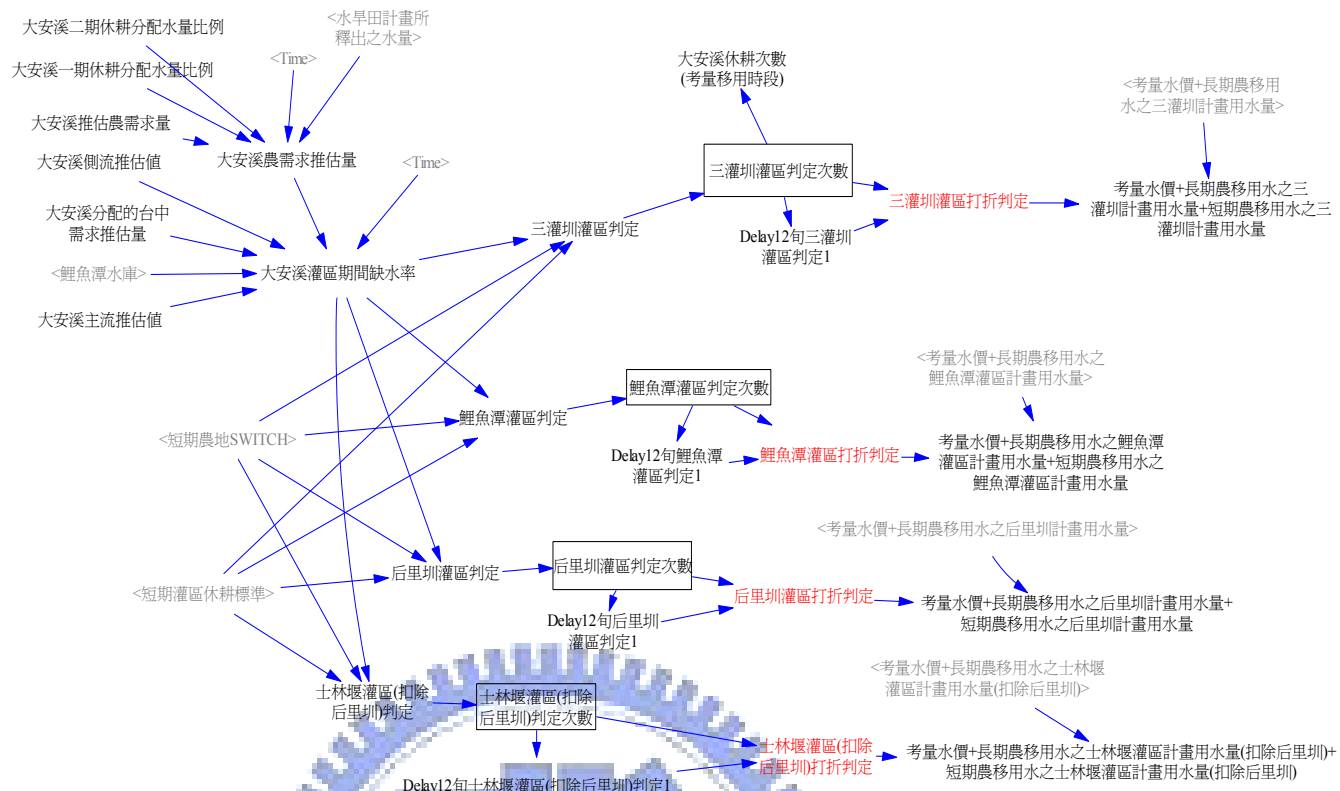 大安溪二期休耕分配水量比例
<水旱田計畫所
釋出之水量>
<Time>
大安溪一期休耕分配水量比例
大安溪推估農需求量
大安溪農需求推估量
大安溪側流推估值
<Time>
大安溪分配的台中
需求推估量
<鯉魚潭水庫>
大安溪灌區期間缺水率
大安溪主流推估值
大安溪休耕次數
(考量移用時段)
<考量水價+長期農移用
水之三灌圳計畫用水量>
三灌圳灌區判定次數
三灌圳灌區判定
三灌圳灌區打折判定
Delay12旬三灌圳
灌區判定1
考量水價+長期農移用水之三
灌圳計畫用水量+短期農移用水之三
灌圳計畫用水量
<考量水價+長期農移用水之
鯉魚潭灌區計畫用水量>
鯉魚潭灌區判定次數
鯉魚潭灌區判定
<短期農地SWITCH>
Delay12旬鯉魚潭
灌區判定1
鯉魚潭灌區打折判定
考量水價+長期農移用水之鯉魚潭
灌區計畫用水量+短期農移用水之
鯉魚潭灌區計畫用水量
<考量水價+長期農移用水之后里圳計畫用水量>
后里圳灌區判定次數
后里圳灌區判定
<短期灌區休耕標準>
后里圳灌區打折判定
Delay12旬后里圳
灌區判定1
考量水價+長期農移用水之后里圳計畫用水量+
短期農移用水之后里圳計畫用水量
<考量水價+長期農移用水之士林堰
灌區計畫用水量(扣除后里圳)>
士林堰灌區(扣除
后里圳)判定
士林堰灌區(扣除
后里圳)判定次數
士林堰灌區(扣除
后里圳)打折判定
考量水價+長期農移用水之士林堰灌區計畫用水量(扣除后里圳)+
短期農移用水之士林堰灌區計畫用水量(扣除后里圳)
Delay12旬士林堰灌區(扣除后里圳)判定1